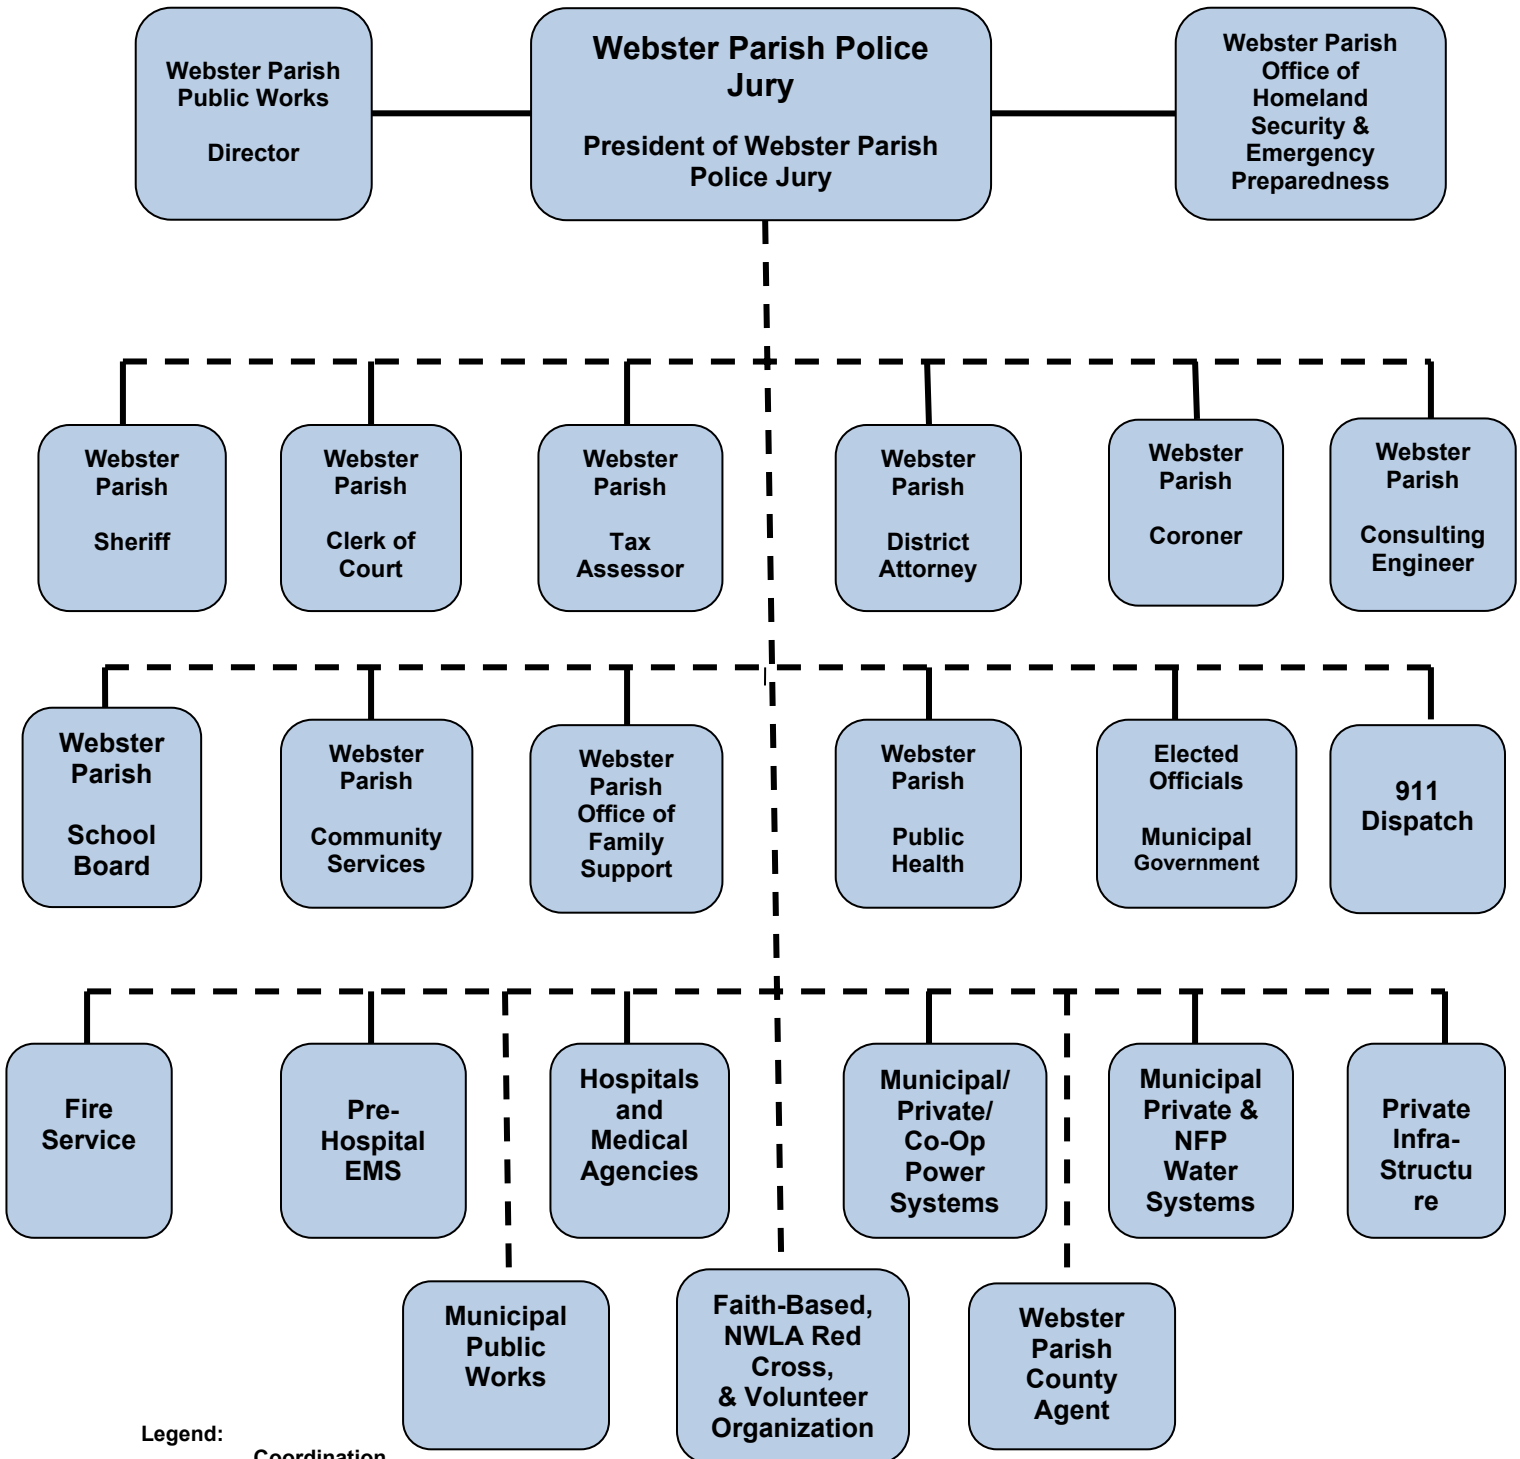 Webster Parish
Public Works
Director
Webster Parish Police
Jury
President of Webster Parish
Police Jury
Webster Parish
Office of
Homeland
Security &
Emergency
Preparedness
Webster
Parish
Sheriff
Webster
Parish
Clerk of
Court
Webster
Parish
Tax
Assessor
Webster
Parish
District
Attorney
Webster
Parish
Coroner
Webster
Parish
Consulting
Engineer
Webster
Parish
School
Board
Webster
Parish
Community
Services
Webster
Parish
Office of
Family
Support
Webster
Parish
Public
Health
Elected
Officials
Municipal
Government
911
Dispatch
Fire
Service
Pre-
Hospital
EMS
Hospitals
and
Medical
Agencies
Municipal/
Private/
Co-Op
Power
Systems
Municipal
Private &
NFP
Water
Systems
Private
Infra-
Structu
re
Municipal
Public
Works
Faith-Based,
NWLA Red
Cross,
& Volunteer
Organization
Webster
Parish
County
Agent
Legend:
Coordination